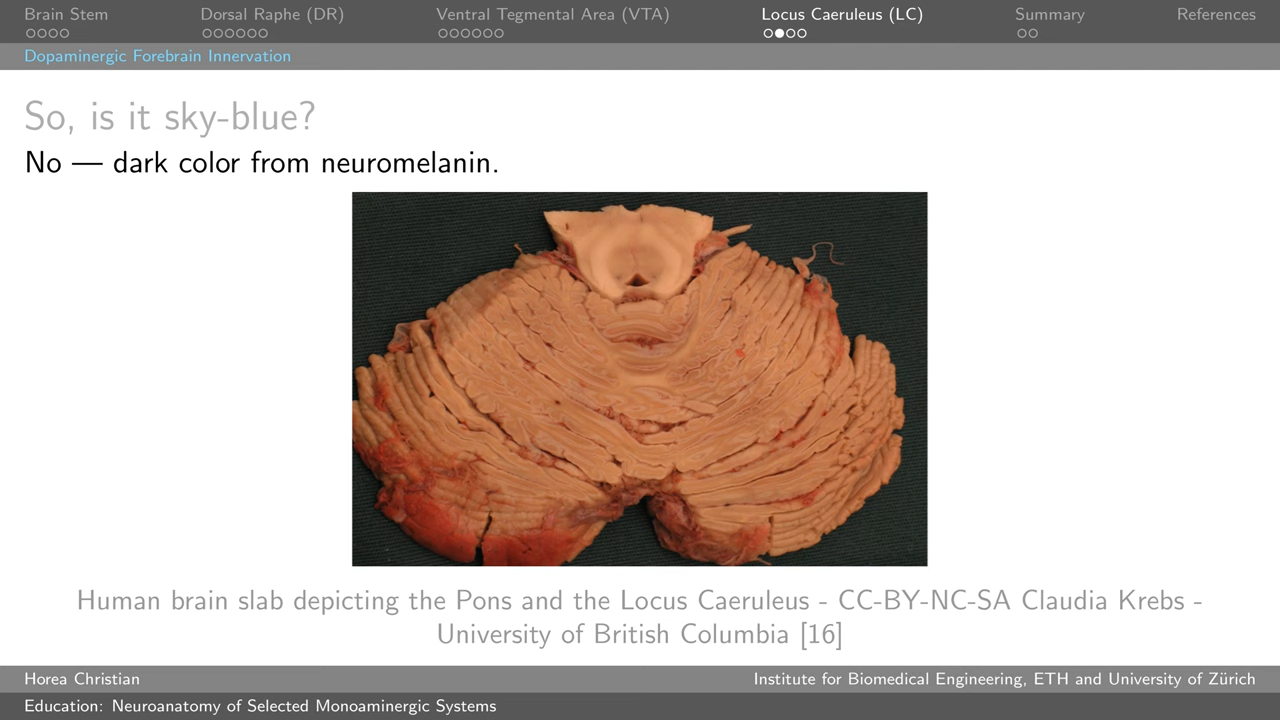 Brain Stem Dorsal Raphe (DR) Ventral Tegmental Area (VTA) Locus Caeruleus (LC) Summary References
Dopaminergic Forebrain Innervation
So, is it sky-blue?
No — dark color from neuromelanin.
Human brain slab depicting the Pons and the Locus Caeruleus - CC-BY-NC-SA Claudia Krebs -
University of British Columbia [16]
Horea Christian Institute for Biomedical Engineering, ETH and University of Zürich
Education: Neuroanatomy of Selected Monoaminergic Systems